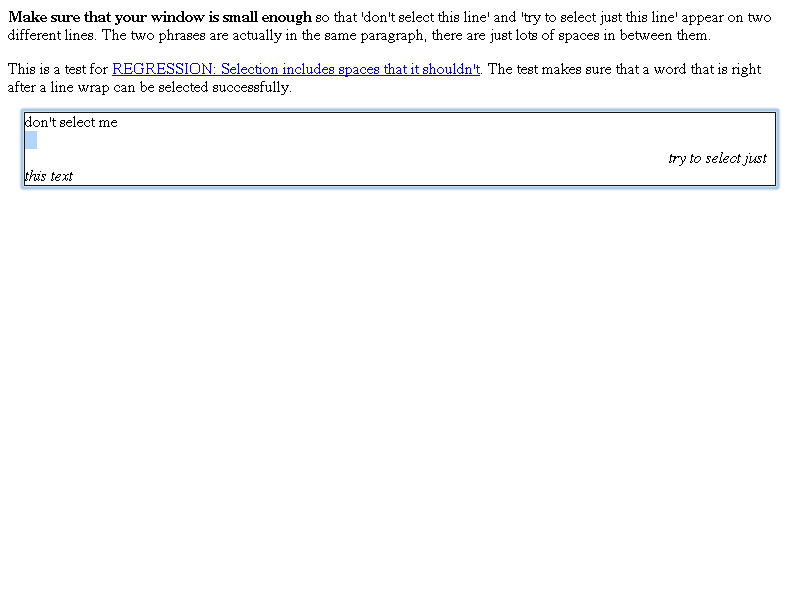 Make sure that your window is small enough so that 'don't select this line' and 'try to select just this line' appear on two
different lines. The two phrases are actually in the same paragraph, there are just lots of spaces in between them.
This is a test for REGRESSION: Selection includes spaces that it shouldn't. The test makes sure that a word that is right
after a line wrap can be selected successfully.
don't select me
try to select just
this text